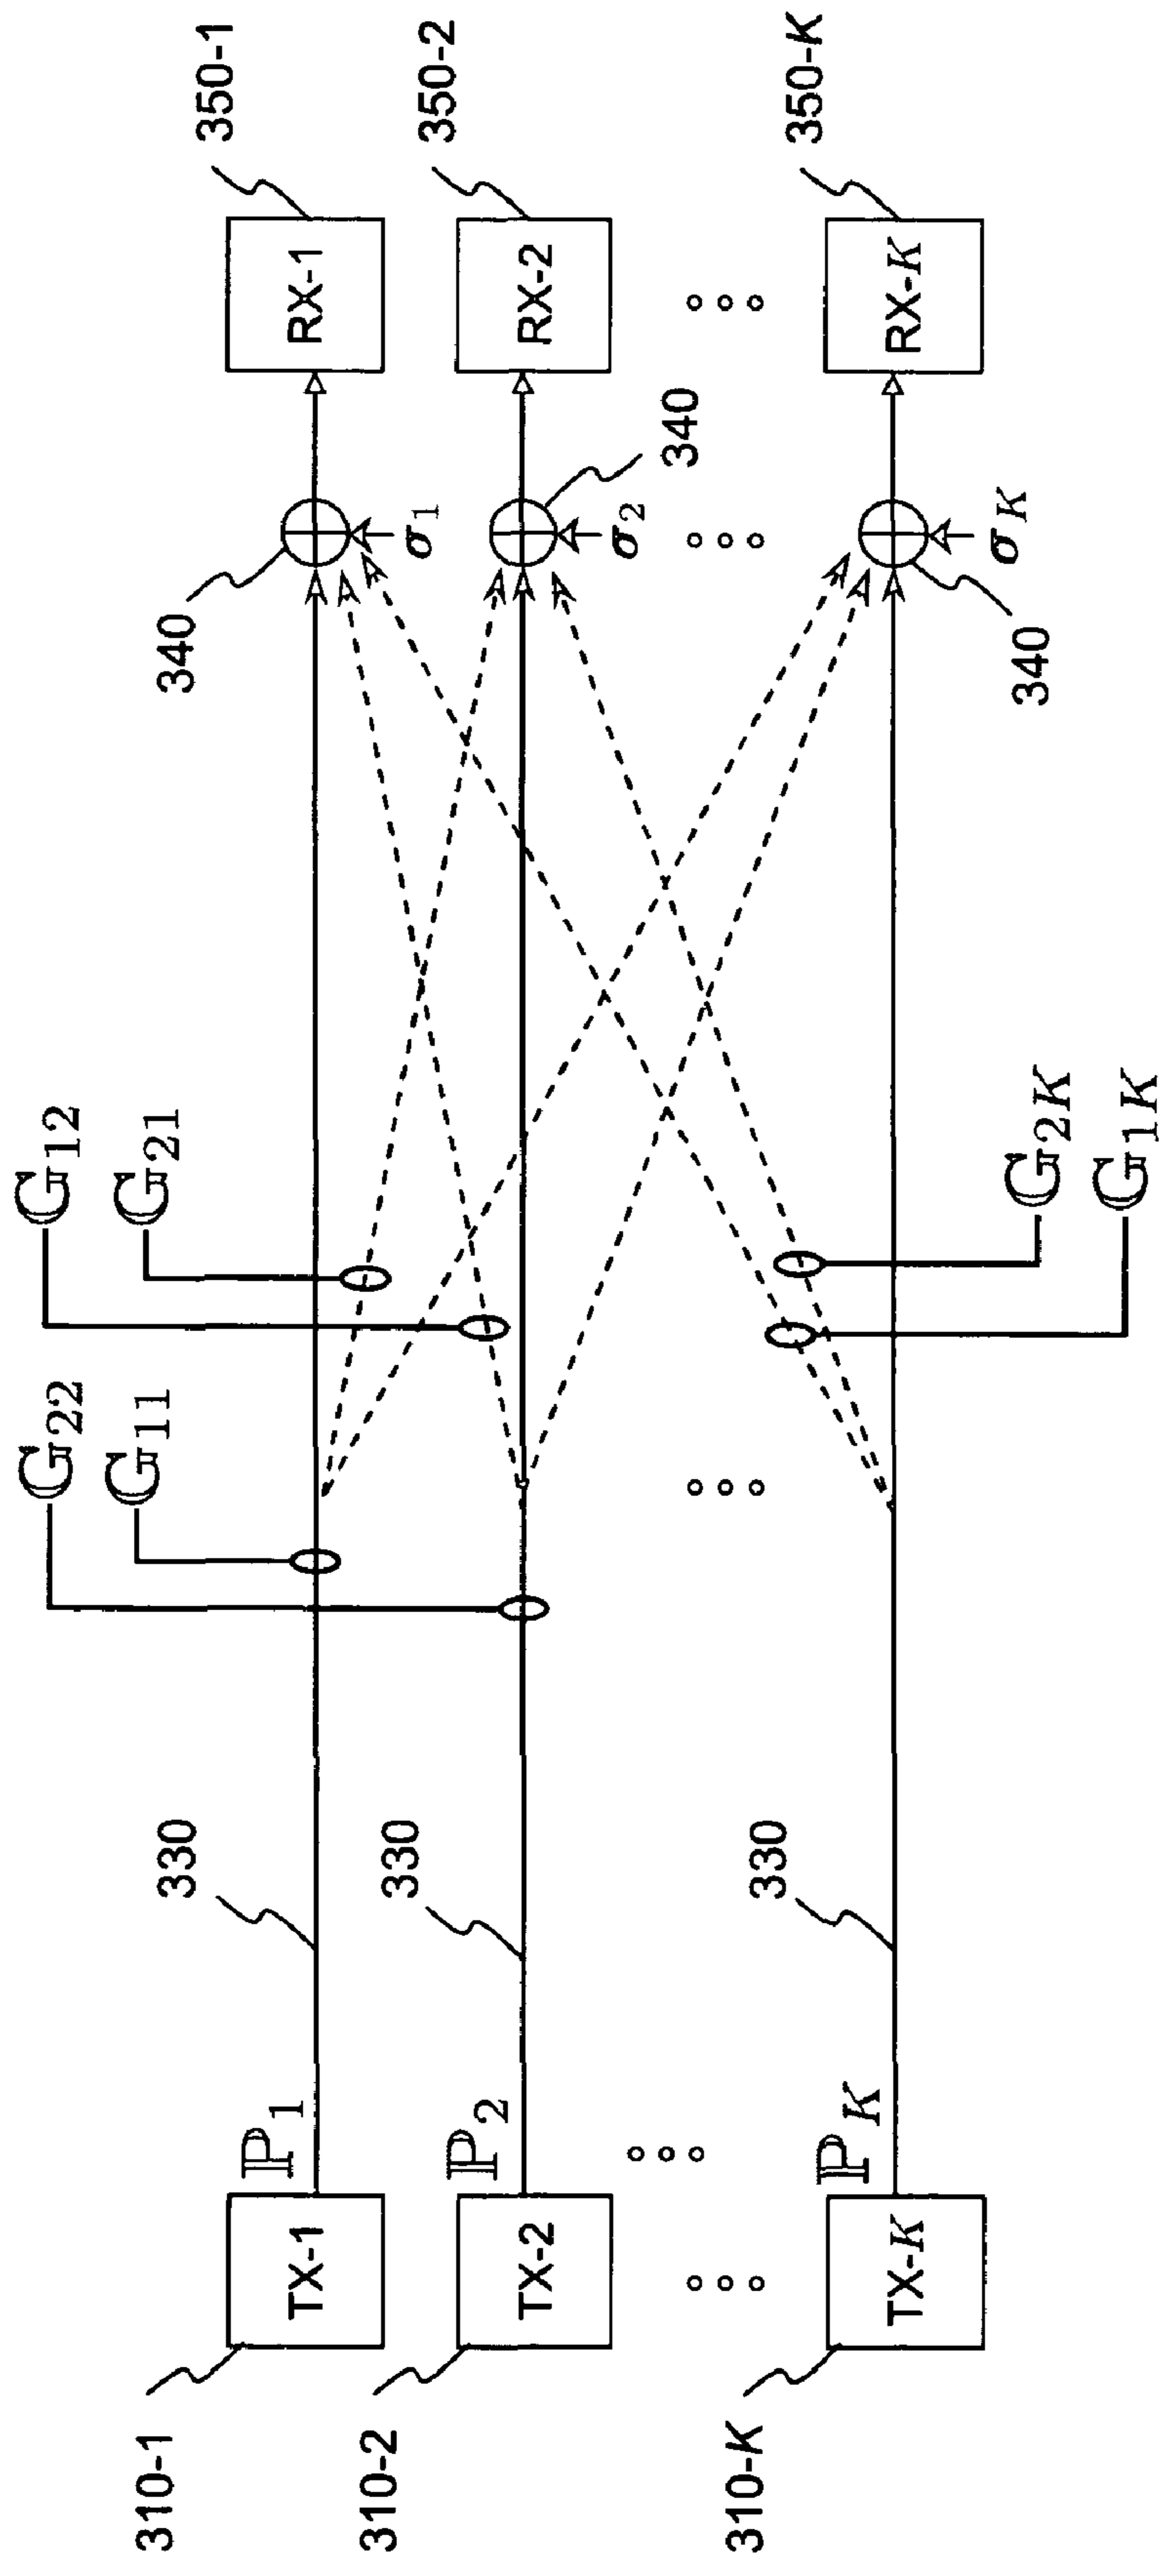 G22
G12
G11
G21
310-1
TX-1
P1
330
340
σ1
RX-1
350-1
310-2
TX-2
P2
330
340
σ2
RX-2
350-2
310-K
TX-K
PK
330
340
σK
RX-K
350-K
G2K
G1K